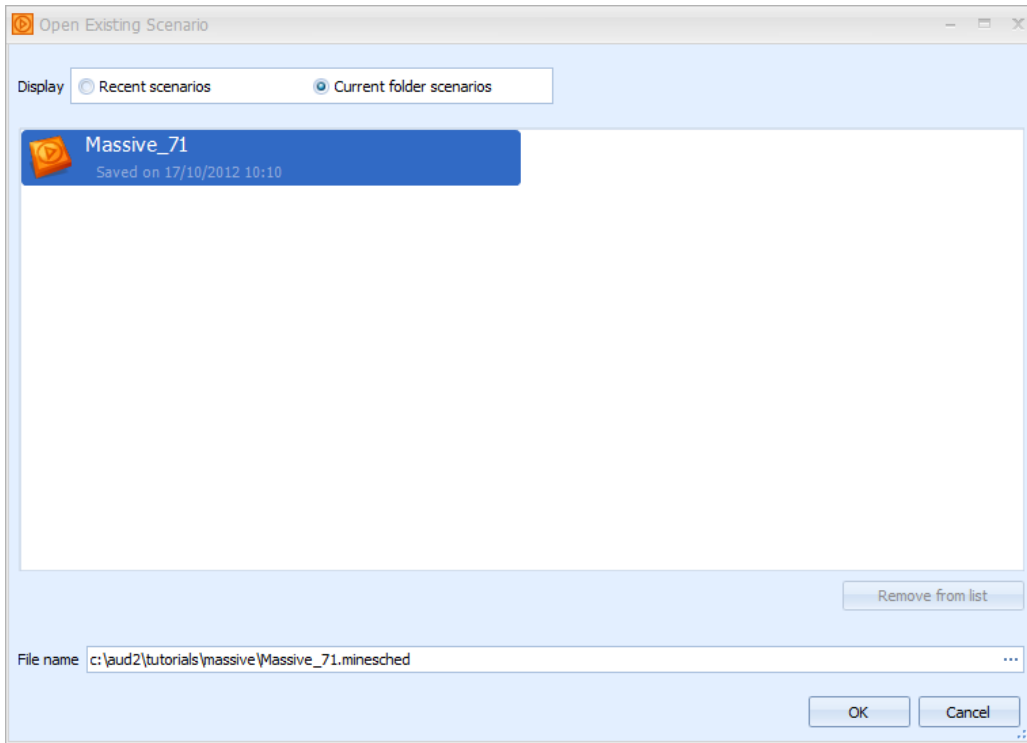 Open Existing Scenario
Display Recent scenarios Current folder scenarios
Massive_71
Saved on 17/10/2012 10:10
Remove from list
File name c:\aud2\tutorials\massive\Massive_71.minesched ...
OK Cancel